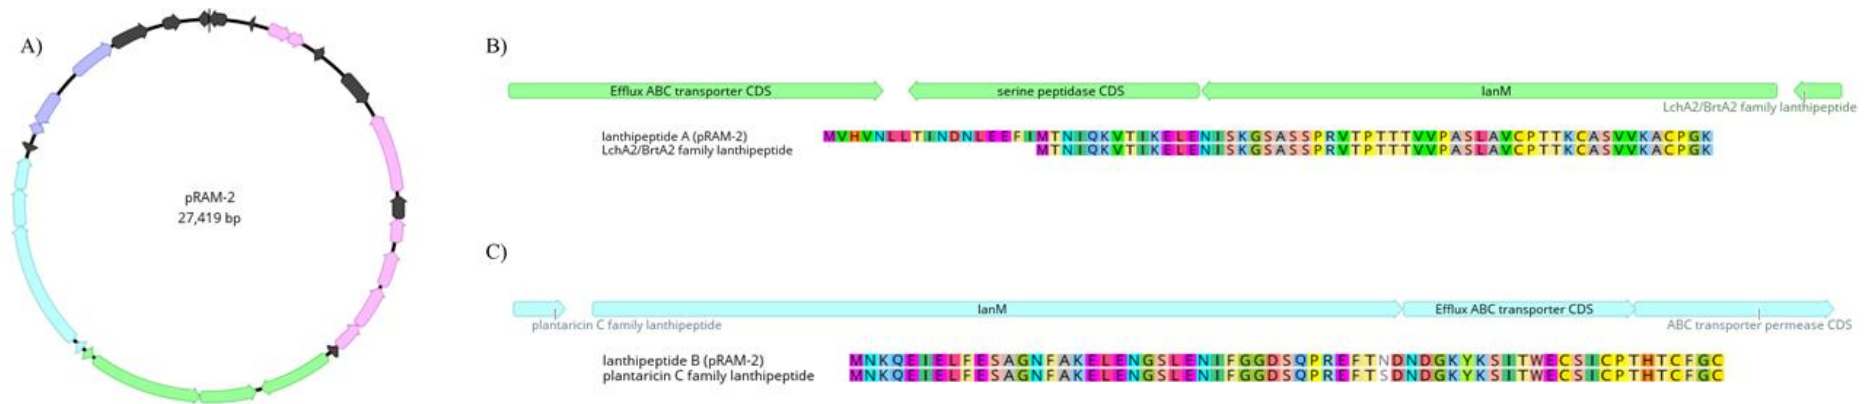 A)
pRAM-2
27,419 bp
B)
Efflux ABC transporter CDS
serine peptidase CDS
lanM
LchA2/BrtA2 family lanthipeptide
lanthipeptide A (pRAM-2) MVHVNLLTINDNLEEFIMTNIQKVTIKELENISKGSASSPRVTPTTTVVPASLAVCPTTKCASVVKACPGK
LchA2/BrtA2 family lanthipeptide MTNIQKVTIKELENISKGSASSPRVTPTTTVVPASLAVCPTTKCASVVKACPGK
C)
lanM
Efflux ABC transporter CDS
plantaricin C family lanthipeptide
ABC transporter permease CDS
lanthipeptide B (pRAM-2) MNKQEIELFESAGNFAKELENGSLENIFGGDSQPREFTNDNDGKYKSITWECSICPTHTCFGC
plantaricin C family lanthipeptide MNKQEIELFESAGNFAKELENGSLENIFGGDSQPREFTSDNDGKYKSITWECSICPTHTCFGC